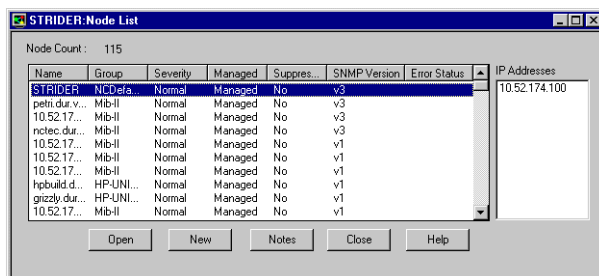 STRIDER:Node List
Node Count : 115
Name Group Severity Managed Suppres... SNMP Version Error Status IP Addresses
STRIDER NCDefa... Normal Managed No v3 10.52.174.100
petri.dur.v... Mib-II Normal Managed No v3
10.52.17... Mib-II Normal Managed No v3
nctec.dur... Mib-II Normal Managed No v3
10.52.17... Mib-II Normal Managed No v1
10.52.17... Mib-II Normal Managed No v1
10.52.17... Mib-II Normal Managed No v1
hpbuild.d... HP-UNI... Normal Managed No v1
grizzly.dur... HP-UNI... Normal Managed No v1
10.52.17... Mib-II Normal Managed No v1
Open New Notes Close Help